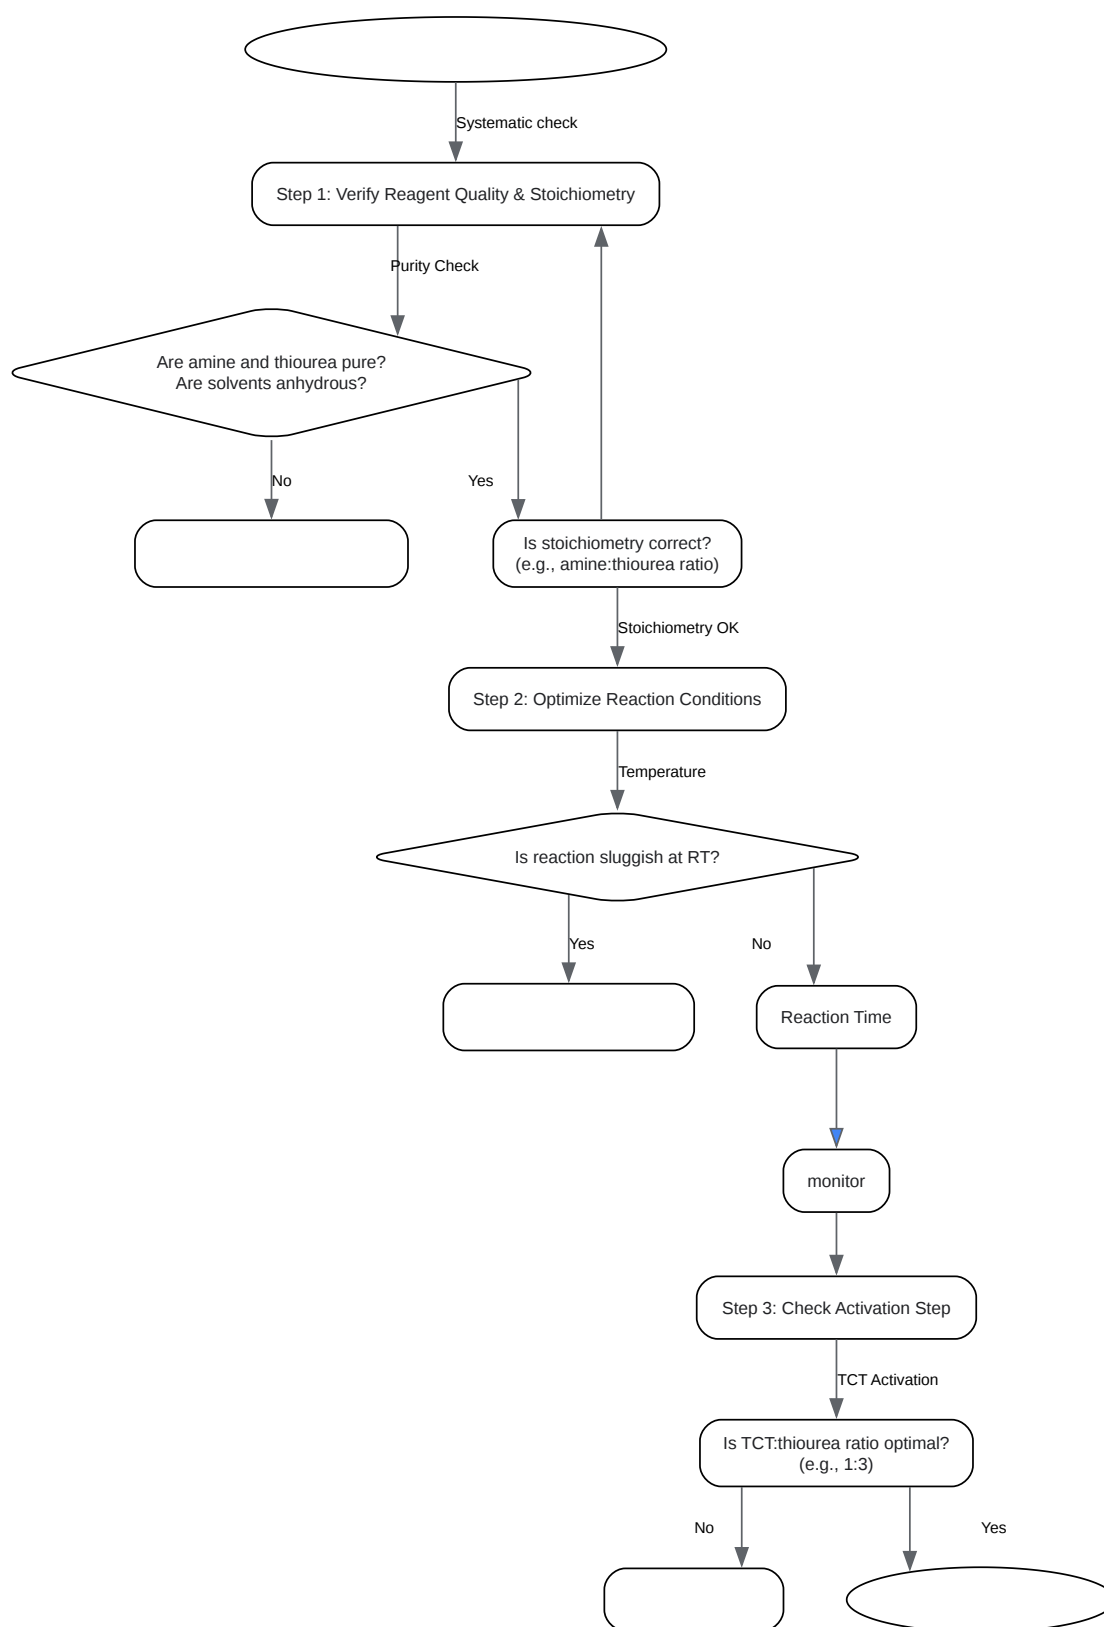 Systematic check
Step 1: Verify Reagent Quality & Stoichiometry
Purity Check
Are amine and thiourea pure?
Are solvents anhydrous?
No
Yes
Is stoichiometry correct?
(e.g., amine:thiourea ratio)
Stoichiometry OK
Step 2: Optimize Reaction Conditions
Temperature
Is reaction sluggish at RT?
Yes
No
Reaction Time
monitor
Step 3: Check Activation Step
TCT Activation
Is TCT:thiourea ratio optimal?
(e.g., 1:3)
No
Yes